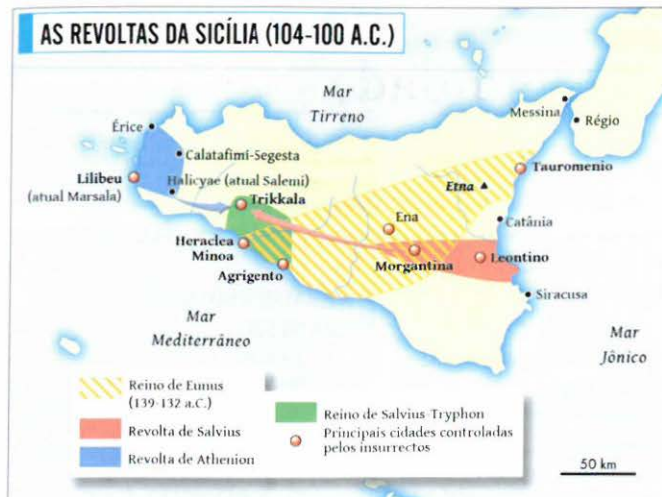 AS REVOLTAS DA SICÍLIA (104-100 A.C.)
Mar
Tirreno
Messina
Régio
Érice
Calatafimi-Segesta
Tauromenio
Lilibeu
(atual Marsala)
Halicyae (atual Salemi)
Etna
Trikkala
Ena
Catânia
Heraclea
Minoa
Morgantina
Leontino
Agrigento
Siracusa
Mar
Mediterrâneo
Mar
Jônico
Reino de Eunus
(139-132 a.C.)
Revolta de Salvius
Revolta de Athenion
Reino de Salvius-Tryphon
Principais cidades controladas
pelos insurrectos
50 km